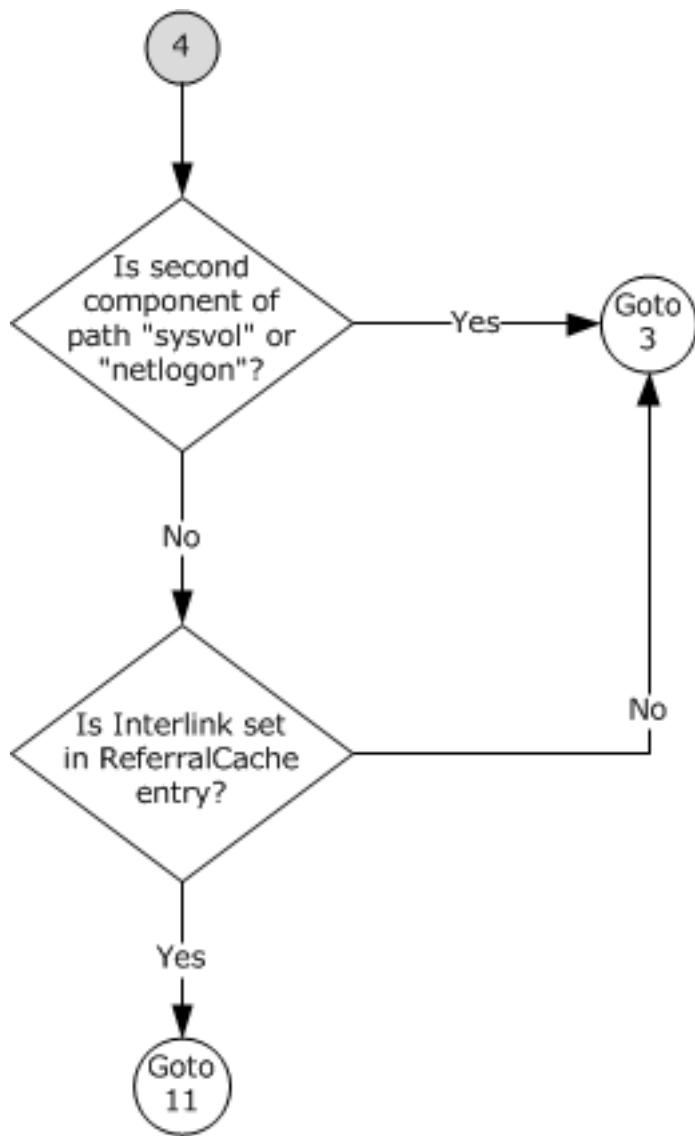 4
Is second
component of
path "sysvol" or
"netlogon"?
Yes
Goto
3
No
Is Interlink set
in ReferralCache
entry?
No
Yes
Goto
11